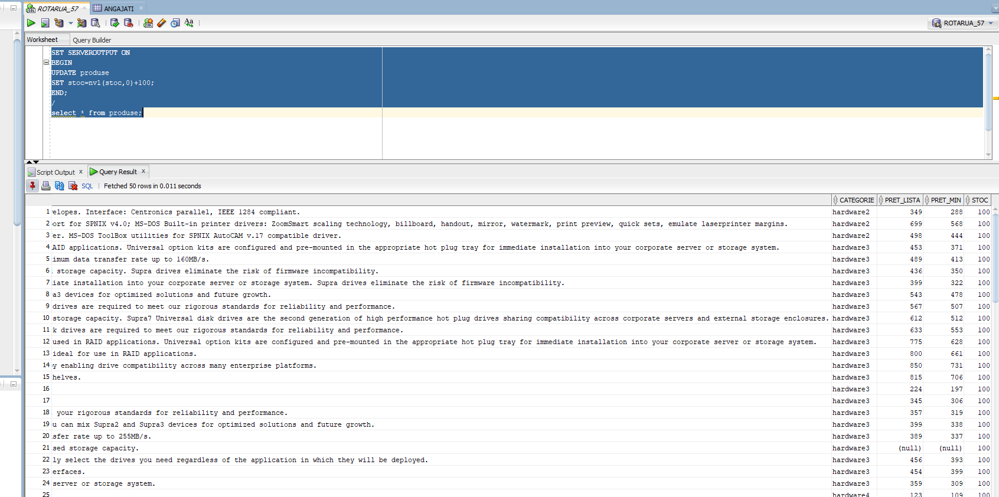 ROTARUA_57
ANGAJATI
ROTARUA_57
Worksheet
Query Builder
SET SERVEROUTPUT ON
BEGIN
UPDATE produse
SET stoc=nvl(stoc,0)+100;
END;
/
select * from produse;
Script Output x
Query Result x
SQL | Fetched 50 rows in 0.011 seconds
CATEGORIE PRET_LISTA PRET_MIN STOC
1 velopes. Interface: Centronics parallel, IEEE 1284 compliant. hardware2 349 288 100
2 port for SPNIX v4.0; MS-DOS Built-in printer drivers: ZoomSmart scaling technology, billboard, handout, mirror, watermark, print preview, quick sets, emulate laserprinter margins. hardware2 699 568 100
3 er. MS-DOS ToolBox utilities for SPNIX AutoCAM v.17 compatible driver. hardware2 498 444 100
4 AID applications. Universal option kits are configured and pre-mounted in the appropriate hot plug tray for immediate installation into your corporate server or storage system. hardware3 453 371 100
5 imum data transfer rate up to 160MB/s. hardware3 489 413 100
6 storage capacity. Supra drives eliminate the risk of firmware incompatibility. hardware3 436 350 100
7 iate installation into your corporate server or storage system. Supra drives eliminate the risk of firmware incompatibility. hardware3 399 322 100
8 a3 devices for optimized solutions and future growth. hardware3 543 478 100
9 drives are required to meet our rigorous standards for reliability and performance. hardware3 567 507 100
10 storage capacity. Supra7 Universal disk drives are the second generation of high performance hot plug drives sharing compatibility across corporate servers and external storage enclosures. hardware3 612 512 100
11 k drives are required to meet our rigorous standards for reliability and performance. hardware3 633 553 100
12 used in RAID applications. Universal option kits are configured and pre-mounted in the appropriate hot plug tray for immediate installation into your corporate server or storage system. hardware3 775 628 100
13 ideal for use in RAID applications. hardware3 800 661 100
14 y enabling drive compatibility across many enterprise platforms. hardware3 850 731 100
15 helves. hardware3 815 706 100
16 hardware3 224 197 100
17 hardware3 345 306 100
18 your rigorous standards for reliability and performance. hardware3 357 319 100
19 u can mix Supra2 and Supra3 devices for optimized solutions and future growth. hardware3 399 338 100
20 sfer rate up to 255MB/s. hardware3 389 337 100
21 sed storage capacity. hardware3 (null) (null) 100
22 ly select the drives you need regardless of the application in which they will be deployed. hardware3 456 393 100
23 erfaces. hardware3 454 399 100
24 server or storage system. hardware3 359 309 100
25 hardware4 123 109 100